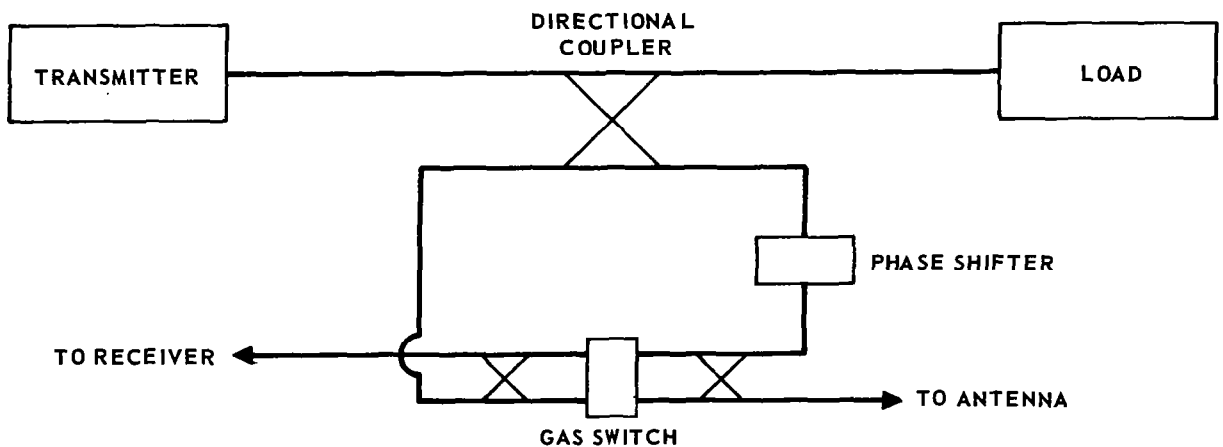 DIRECTIONAL
COUPLER
TRANSMITTER
LOAD
PHASE SHIFTER
TO RECEIVER
TO ANTENNA
GAS SWITCH